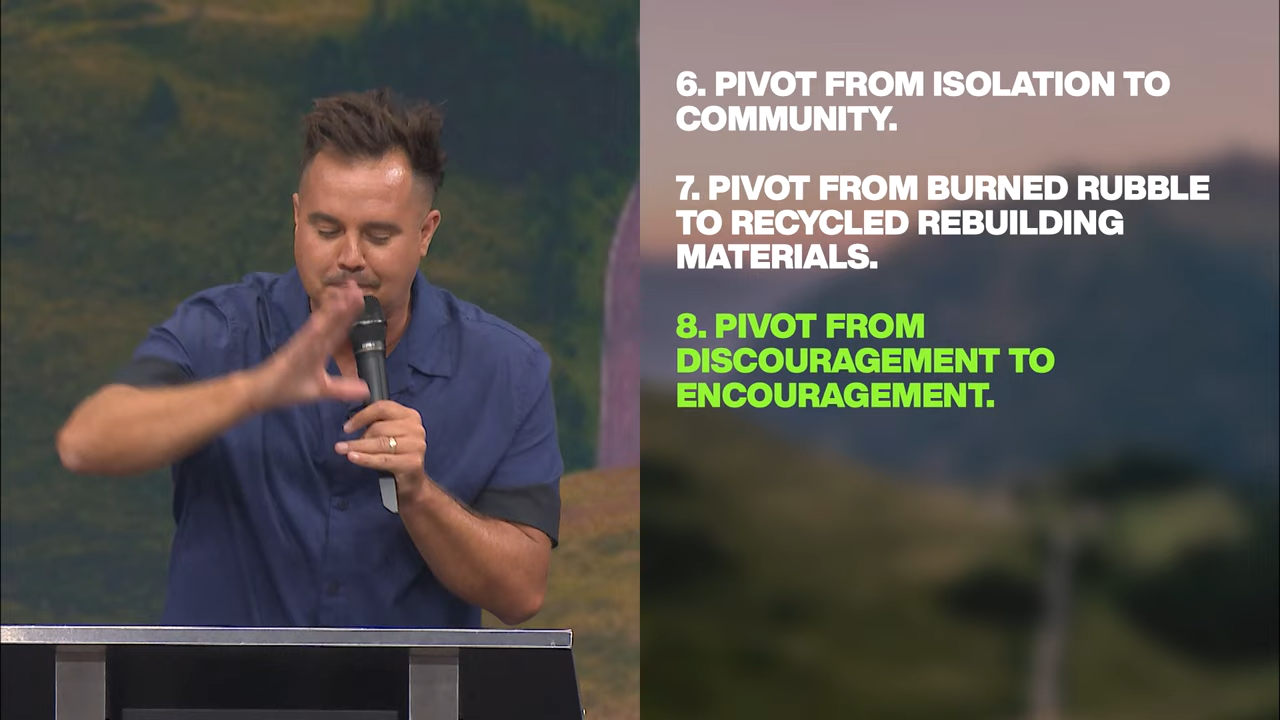 6. PIVOT FROM ISOLATION TO
COMMUNITY.
7. PIVOT FROM BURNED RUBBLE
TO RECYCLED REBUILDING
MATERIALS.
8. PIVOT FROM
DISCOURAGEMENT TO
ENCOURAGEMENT.